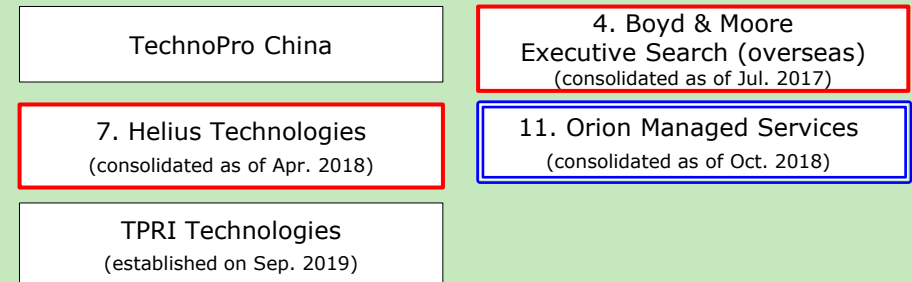 TechnoPro China
4. Boyd & Moore
Executive Search (overseas)
(consolidated as of Jul. 2017)
7. Helius Technologies
(consolidated as of Apr. 2018)
11. Orion Managed Services
(consolidated as of Oct. 2018)
TPRI Technologies
(established on Sep. 2019)